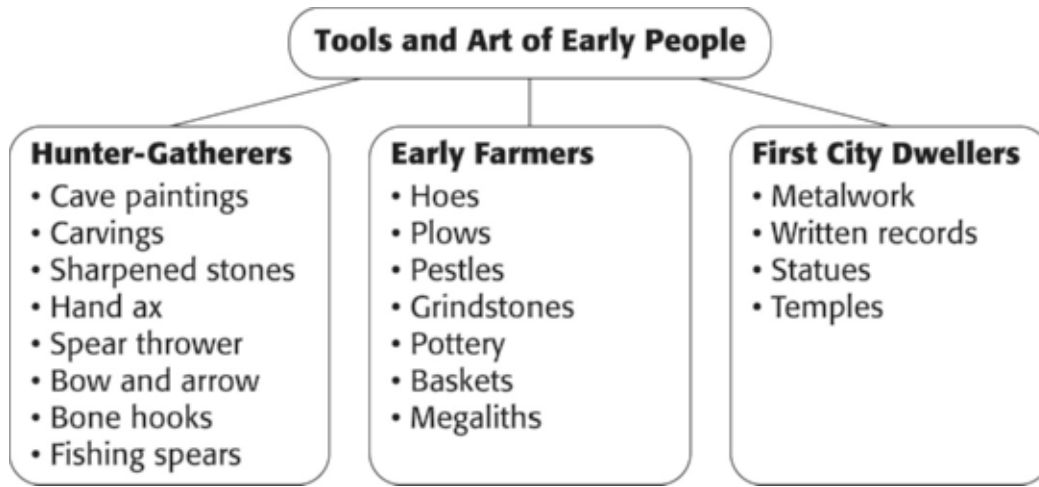 Tools and Art of Early People
Hunter-Gatherers
• Cave paintings
• Carvings
• Sharpened stones
• Hand ax
• Spear thrower
• Bow and arrow
• Bone hooks
• Fishing spears
Early Farmers
• Hoes
• Plows
• Pestles
• Grindstones
• Pottery
• Baskets
• Megaliths
First City Dwellers
• Metalwork
• Written records
• Statues
• Temples